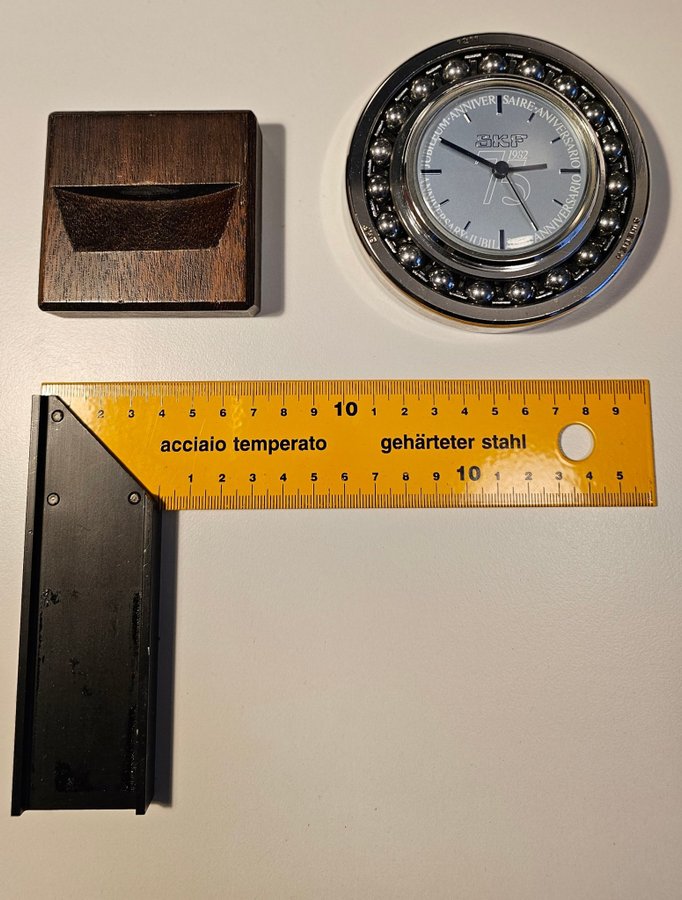 JUBILEUM·ANNIVERSAIRE·ANIVERSARIO
SKF
1982
75
ANNIVERSARY·JUBIL
ANNIVERSARIO
SKF
2 3 4 5 6 7 8 9 10 1 2 3 4 5 6 7 8 9
acciaio temperato gehärteter stahl
1 2 3 4 5 6 7 8 9 10 1 2 3 4 5